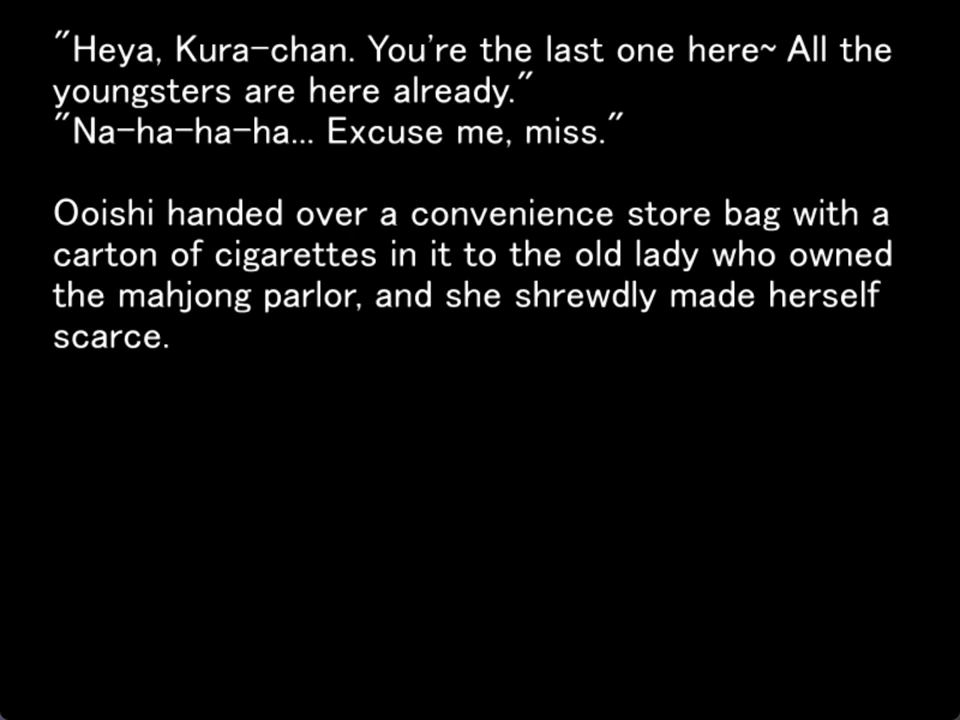 "Heya, Kura-chan. You're the last one here~ All the
youngsters are here already."
"Na-ha-ha-ha... Excuse me, miss."
Ooishi handed over a convenience store bag with a
carton of cigarettes in it to the old lady who owned
the mahjong parlor, and she shrewdly made herself
scarce.